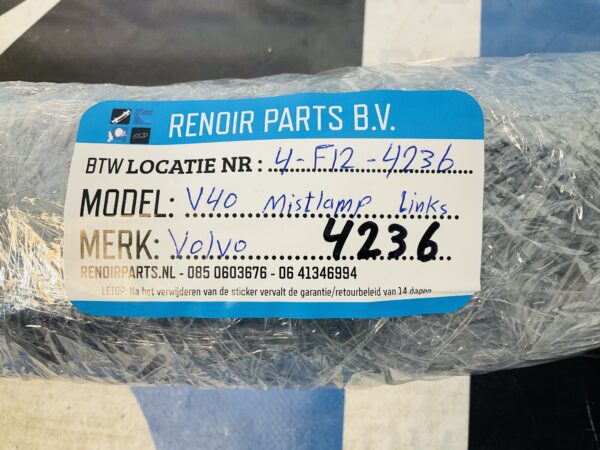 RENOIR PARTS B.V.
BTW LOCATIE NR : 4-F12-4236
MODEL: V40 Mistlamp links
MERK: Volvo 4236
RENOIRPARTS.NL - 085 0603676 - 06 41346994
LETOP: Na het verwijderen van de sticker vervalt de garantie/retourbeleid van 14 dagen